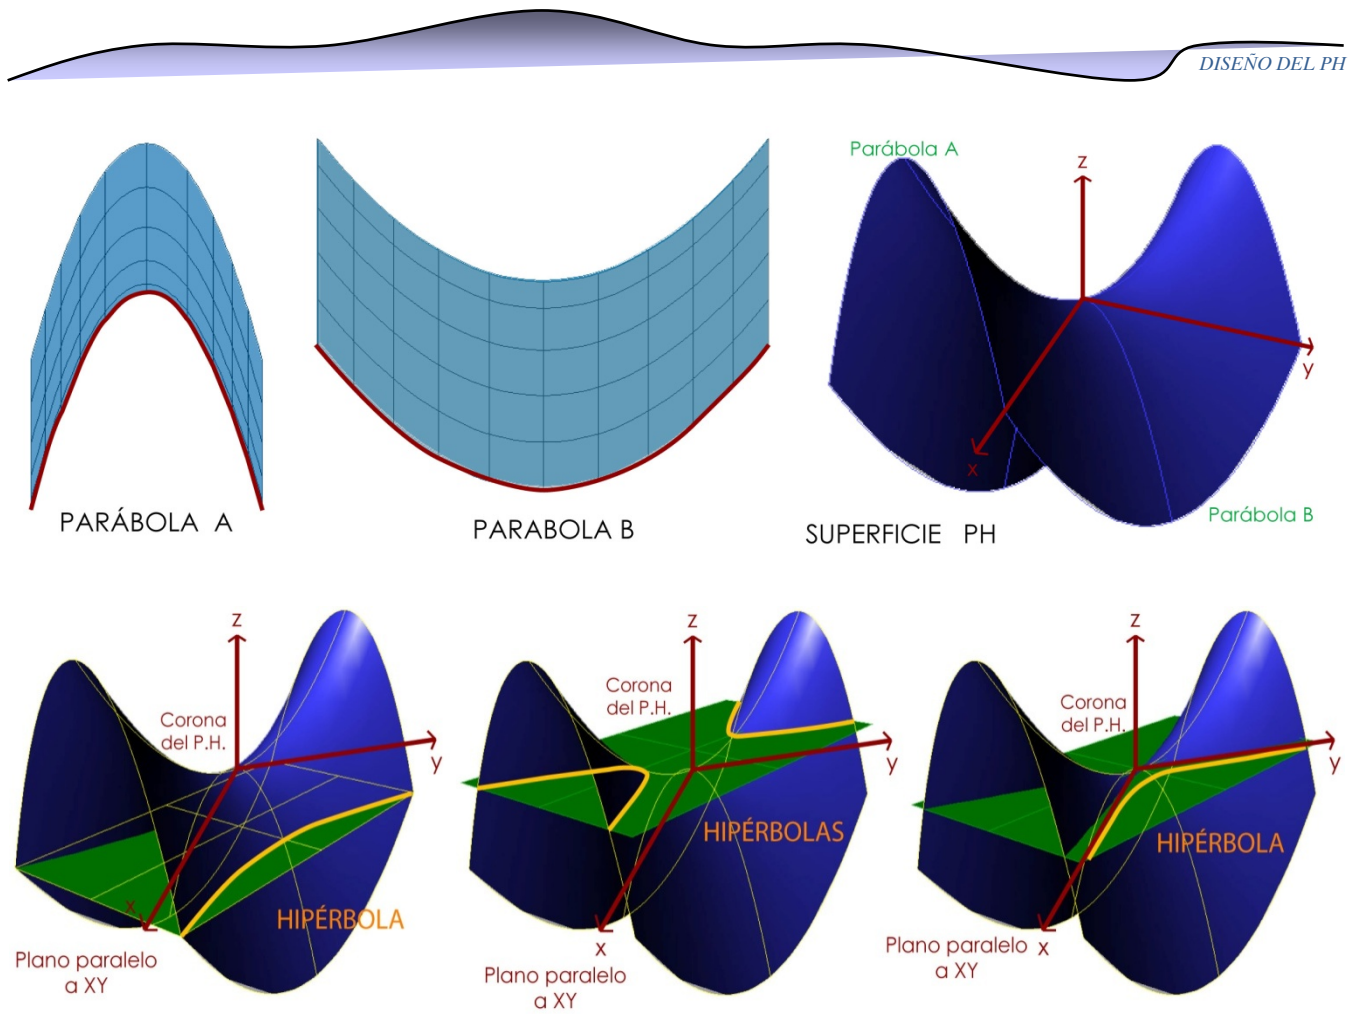 DISEÑO DEL PH
Parábola A
z
y
x
Parábola B
PARÁBOLA A
PARABOLA B
SUPERFICIE PH
z
Corona
del P.H.
y
x
HIPÉRBOLA
Plano paralelo
a XY
z
Corona
del P.H.
y
HIPÉRBOLAS
x
Plano paralelo
a XY
z
Corona
del P.H.
y
HIPÉRBOLA
x
Plano paralelo
a XY